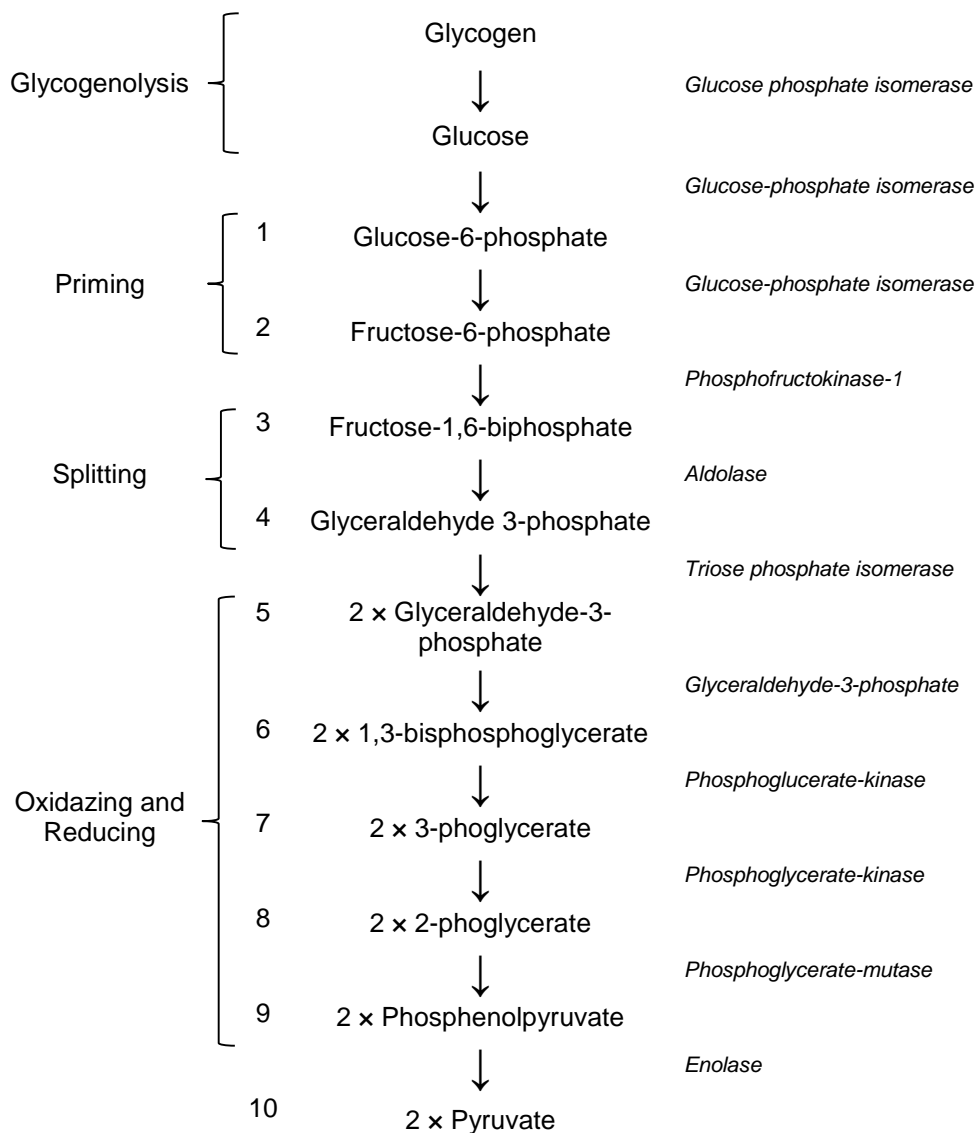 Glycogen
Glycogenolysis
Glucose phosphate isomerase
Glucose
Glucose-phosphate isomerase
1
Glucose-6-phosphate
Priming
Glucose-phosphate isomerase
2
Fructose-6-phosphate
Phosphofructokinase-1
3
Fructose-1,6-biphosphate
Splitting
Aldolase
4
Glyceraldehyde 3-phosphate
Triose phosphate isomerase
5
2 × Glyceraldehyde-3-
phosphate
Glyceraldehyde-3-phosphate
6
2 × 1,3-bisphosphoglycerate
Phosphoglucerate-kinase
Oxidazing and
Reducing
7
2 × 3-phoglycerate
Phosphoglycerate-kinase
8
2 × 2-phoglycerate
Phosphoglycerate-mutase
9
2 × Phosphenolpyruvate
Enolase
10
2 × Pyruvate